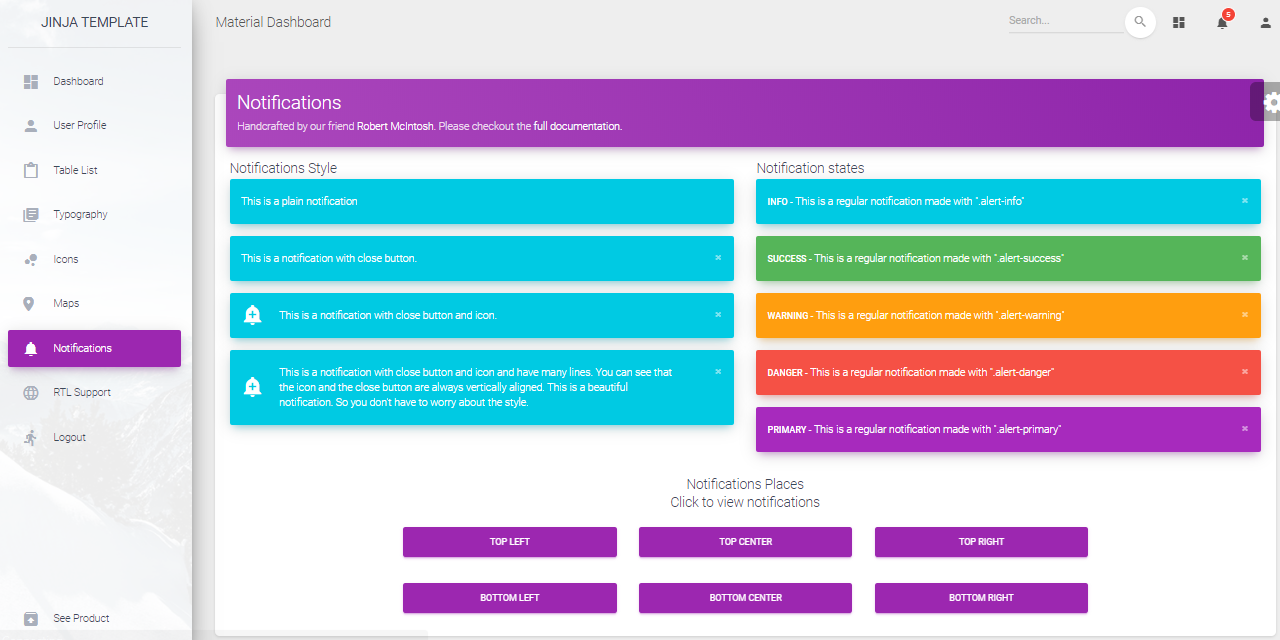 JINJA TEMPLATE
Dashboard
User Profile
Table List
Typography
Icons
Maps
Notifications
RTL Support
Logout
See Product
Material Dashboard
Search...
5
Notifications
Handcrafted by our friend Robert McIntosh. Please checkout the full documentation.
Notifications Style
This is a plain notification
This is a notification with close button.
This is a notification with close button and icon.
This is a notification with close button and icon and have many lines. You can see that
the icon and the close button are always vertically aligned. This is a beautiful
notification. So you don't have to worry about the style.
Notification states
INFO - This is a regular notification made with ".alert-info"
SUCCESS - This is a regular notification made with ".alert-success"
WARNING - This is a regular notification made with ".alert-warning"
DANGER - This is a regular notification made with ".alert-danger"
PRIMARY - This is a regular notification made with ".alert-primary"
Notifications Places
Click to view notifications
TOP LEFT
TOP CENTER
TOP RIGHT
BOTTOM LEFT
BOTTOM CENTER
BOTTOM RIGHT